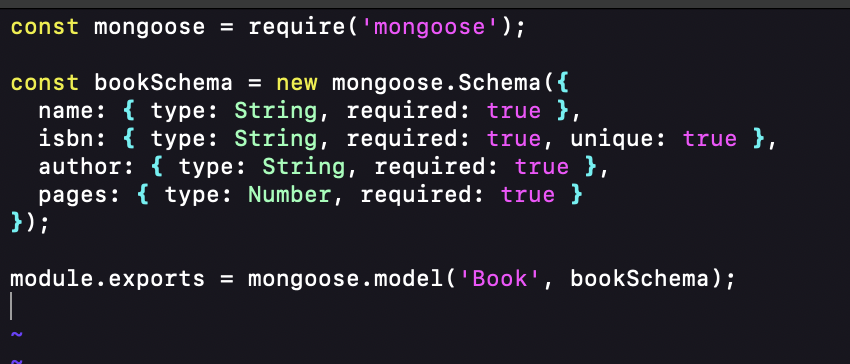 const mongoose = require('mongoose');

const bookSchema = new mongoose.Schema({
  name: { type: String, required: true },
  isbn: { type: String, required: true, unique: true },
  author: { type: String, required: true },
  pages: { type: Number, required: true }
});

module.exports = mongoose.model('Book', bookSchema);

~
~